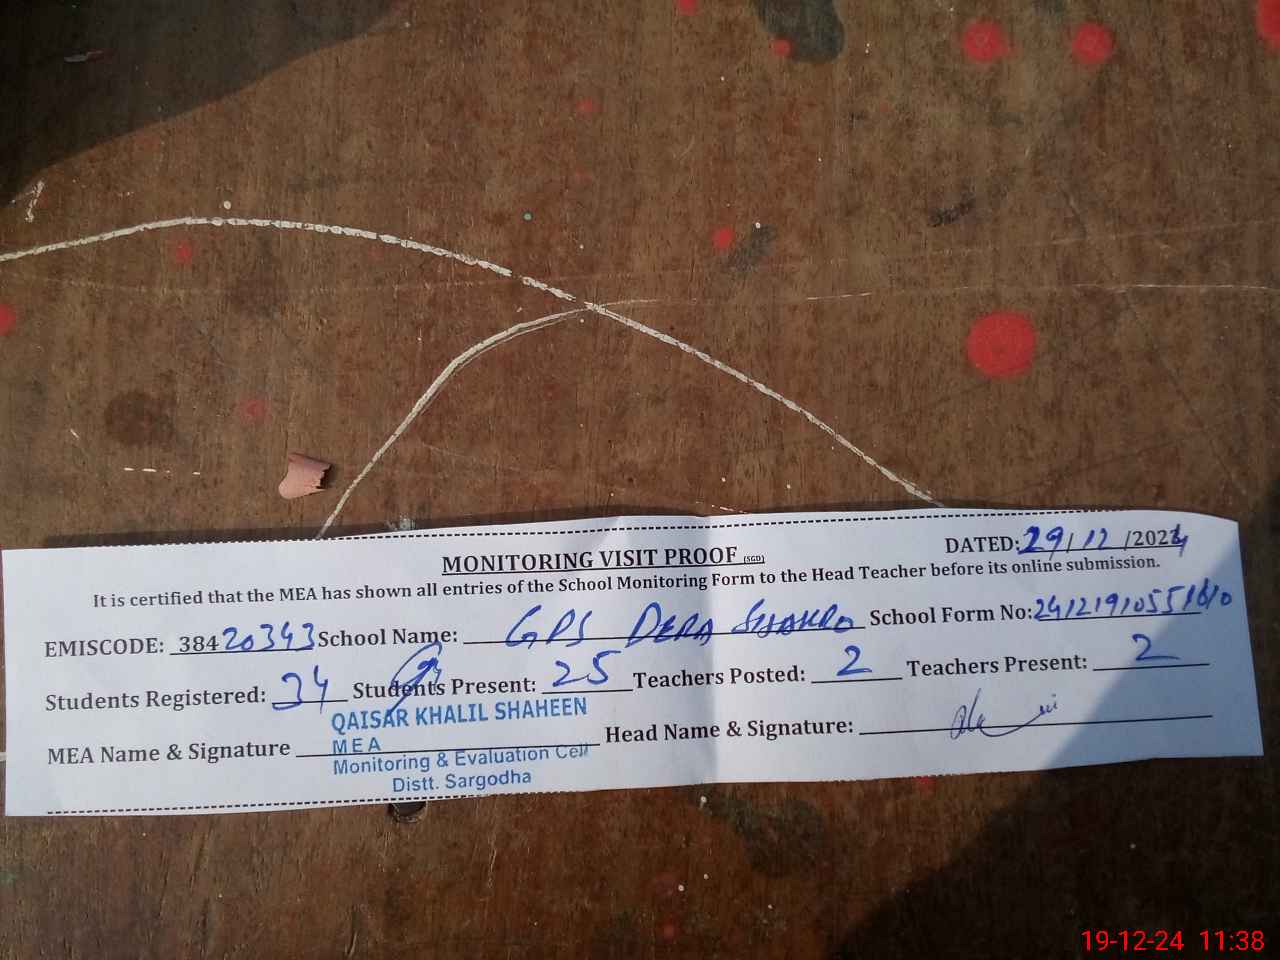 MONITORING VISIT PROOF (SGD)
DATED: 29/12/2024
It is certified that the MEA has shown all entries of the School Monitoring Form to the Head Teacher before its online submission.
EMISCODE: 38420343 School Name: GPS DERA School Form No:
Students Registered: 34 Students Present: 25 Teachers Posted: 2 Teachers Present: 2
QAISAR KHALIL SHAHEEN
MEA Name & Signature MEA Head Name & Signature:
Monitoring & Evaluation Cell
Distt. Sargodha
19-12-24 11:38